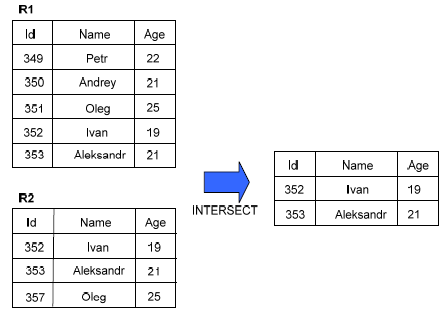 R1
Id Name Age
349 Petr 22
350 Andrey 21
351 Oleg 25
352 Ivan 19
353 Aleksandr 21
R2
Id Name Age
352 Ivan 19
353 Aleksandr 21
357 Oleg 25
INTERSECT
Id Name Age
352 Ivan 19
353 Aleksandr 21